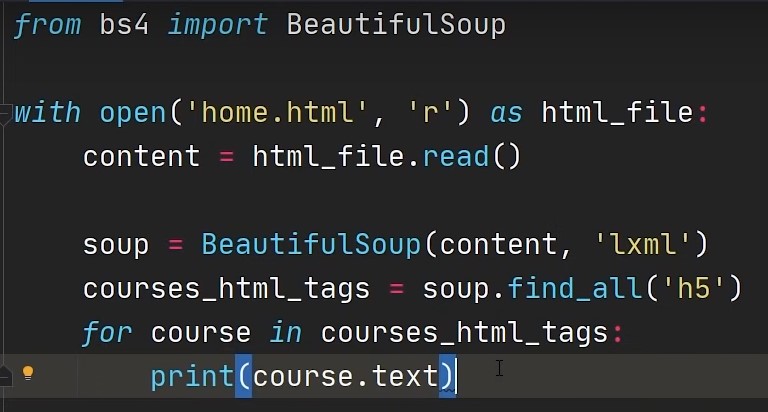 from bs4 import BeautifulSoup
with open('home.html', 'r') as html_file:
    content = html_file.read()
    soup = BeautifulSoup(content, 'lxml')
    courses_html_tags = soup.find_all('h5')
    for course in courses_html_tags:
        print(course.text)